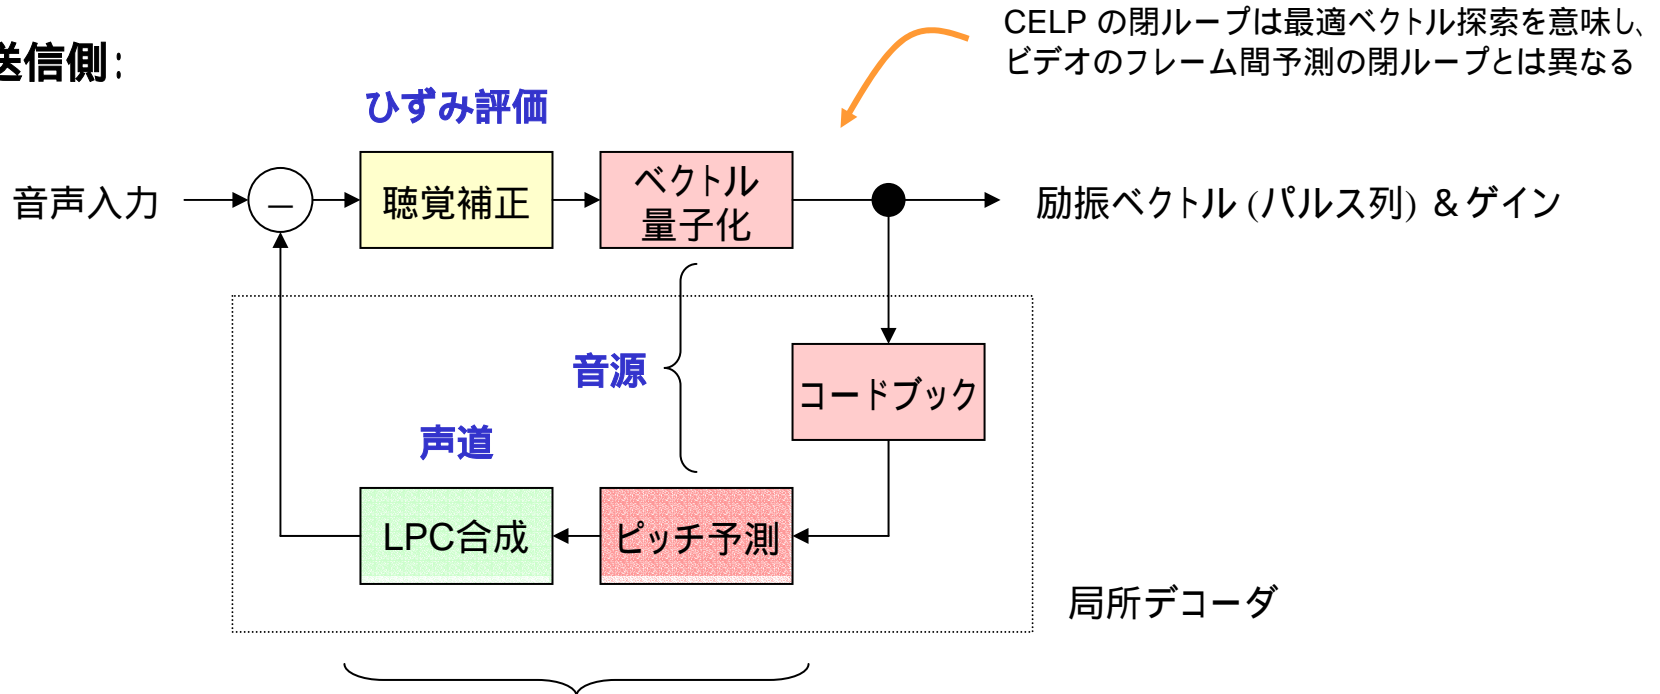 CELP の閉ループは最適ベクトル探索を意味し、
ビデオのフレーム間予測の閉ループとは異なる
送信側:
ひずみ評価
音声入力
−
聴覚補正
ベクトル
量子化
励振ベクトル (パルス列) & ゲイン
音源
コードブック
声道
LPC合成
ピッチ予測
局所デコーダ